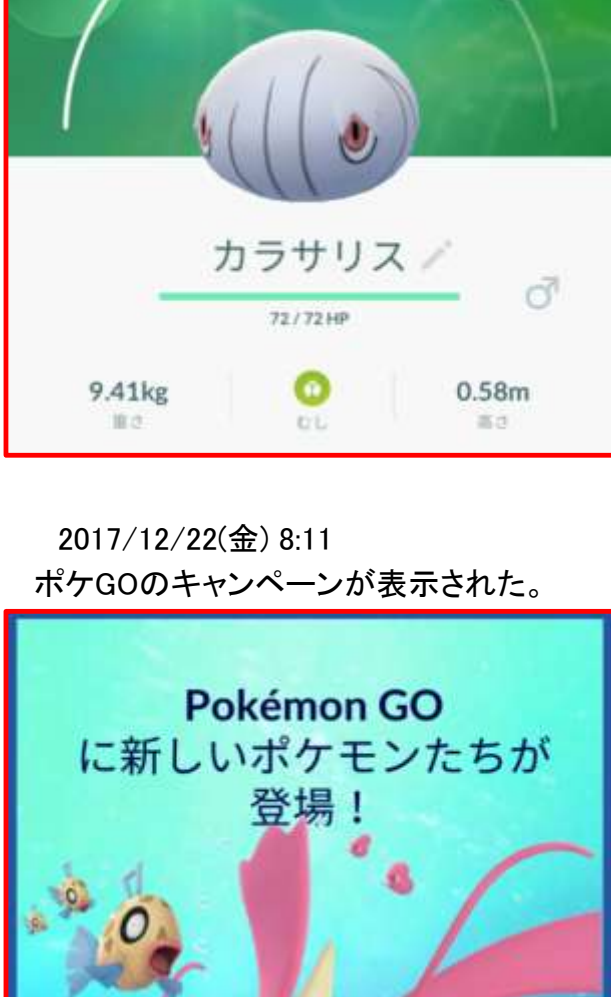 カラサリス
♂
72 / 72 HP
9.41kg
重さ
むし
0.58m
高さ
2017/12/22(金) 8:11
ポケGOのキャンペーンが表示された。
Pokémon GO
に新しいポケモンたちが
登場！